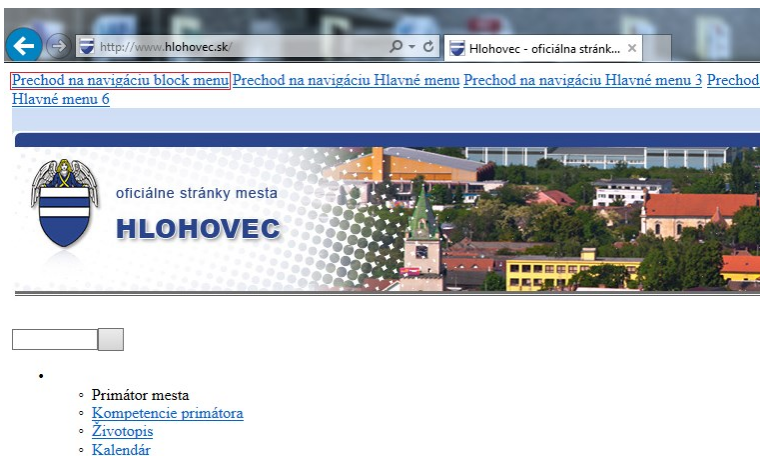 http://www.hlohovec.sk/
Hlohovec - oficiálna stránk...
Prechod na navigáciu block menu Prechod na navigáciu Hlavné menu Prechod na navigáciu Hlavné menu 3 Prechod
Hlavné menu 6
oficiálne stránky mesta
HLOHOVEC
Primátor mesta
Kompetencie primátora
Životopis
Kalendár